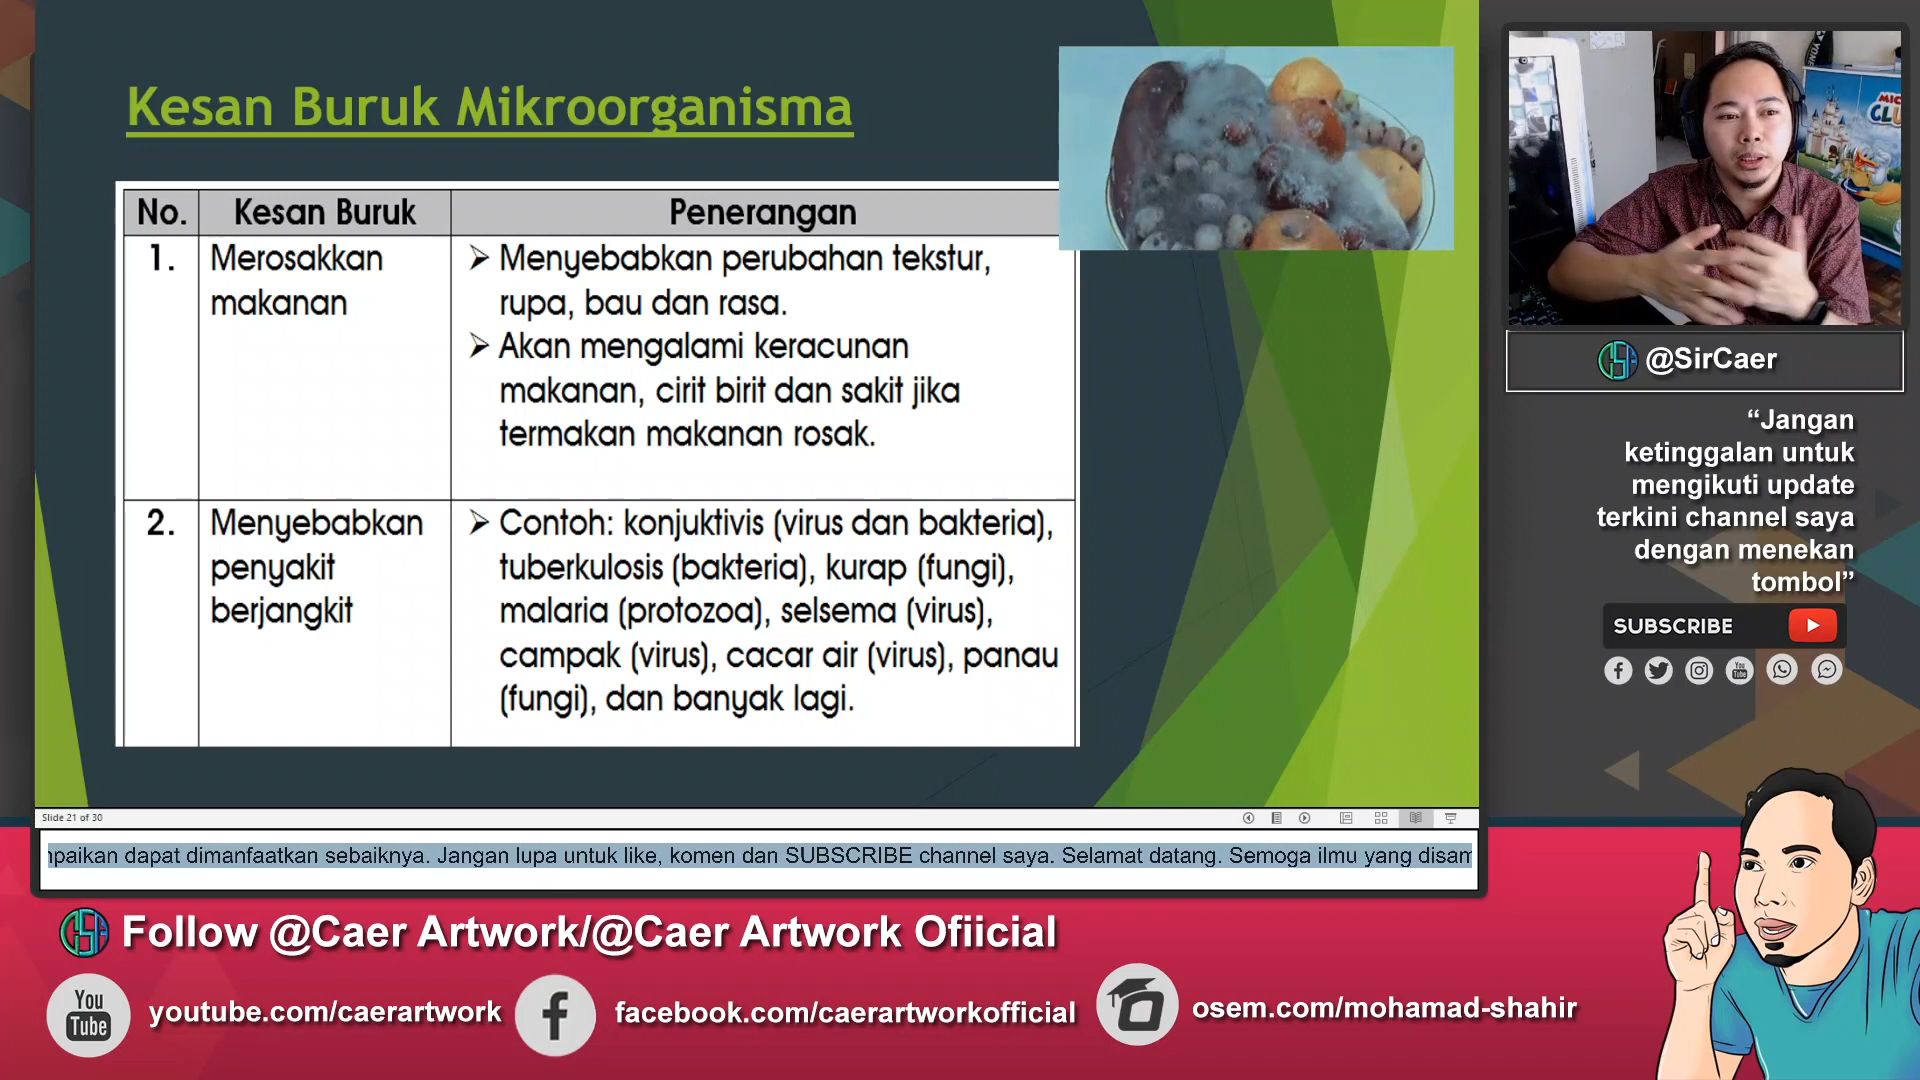 Kesan Buruk Mikroorganisma
No. Kesan Buruk Penerangan
1. Merosakkan makanan
➢ Menyebabkan perubahan tekstur,
rupa, bau dan rasa.
➢ Akan mengalami keracunan
makanan, cirit birit dan sakit jika
termakan makanan rosak.
2. Menyebabkan penyakit berjangkit
➢ Contoh: konjuktivis (virus dan bakteria),
tuberkulosis (bakteria), kurap (fungi),
malaria (protozoa), selsema (virus),
campak (virus), cacar air (virus), panau
(fungi), dan banyak lagi.
Slide 21 of 30
npaikan dapat dimanfaatkan sebaiknya. Jangan lupa untuk like, komen dan SUBSCRIBE channel saya. Selamat datang. Semoga ilmu yang disam
@SirCaer
“Jangan
ketinggalan untuk
mengikuti update
terkini channel saya
dengan menekan
tombol”
SUBSCRIBE
Follow @Caer Artwork/@Caer Artwork Ofiicial
You
Tube
youtube.com/caerartwork
facebook.com/caerartworkofficial
osem.com/mohamad-shahir